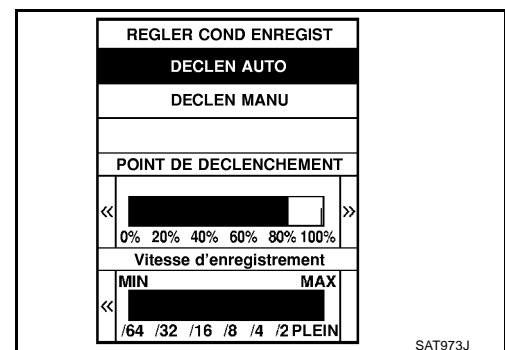 REGLER COND ENREGIST
DECLEN AUTO
DECLEN MANU
POINT DE DECLENCHEMENT
« »
0% 20% 40% 60% 80% 100%
Vitesse d'enregistrement
MIN MAX
«
/64 /32 /16 /8 /4 /2 PLEIN
SAT973J